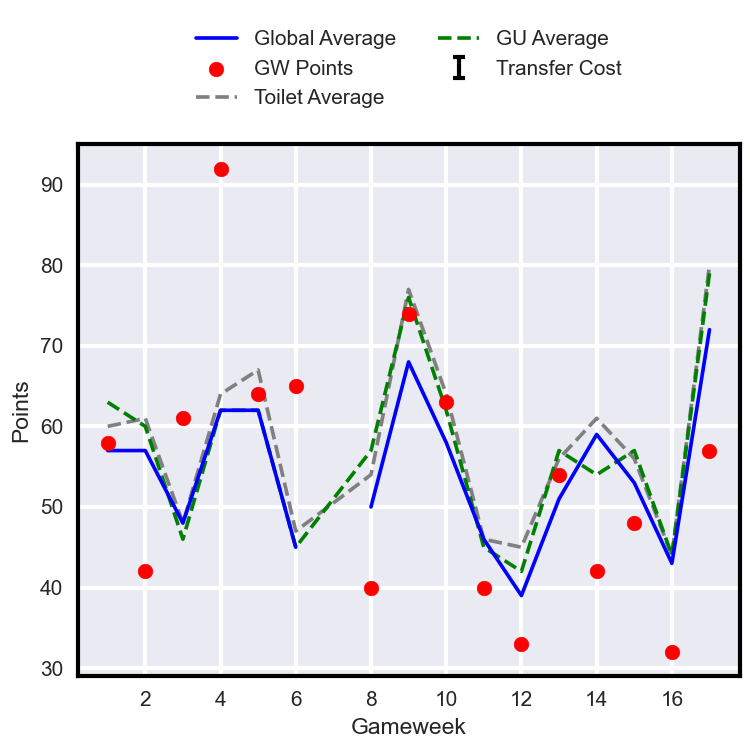 Global Average
GW Points
Toilet Average
GU Average
Transfer Cost
90
80
70
60
50
40
30
Points
2 4 6 8 10 12 14 16
Gameweek